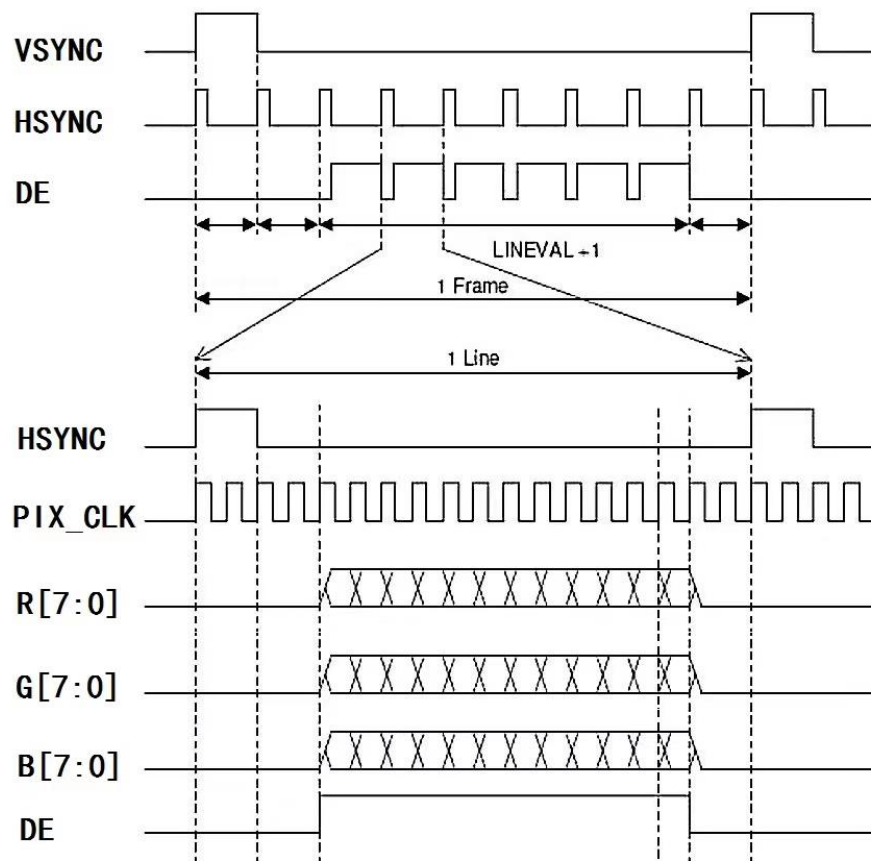 VSYNC
HSYNC
DE
LINEVAL +1
1 Frame
1 Line
HSYNC
PIX_CLK
R[7:0]
G[7:0]
B[7:0]
DE